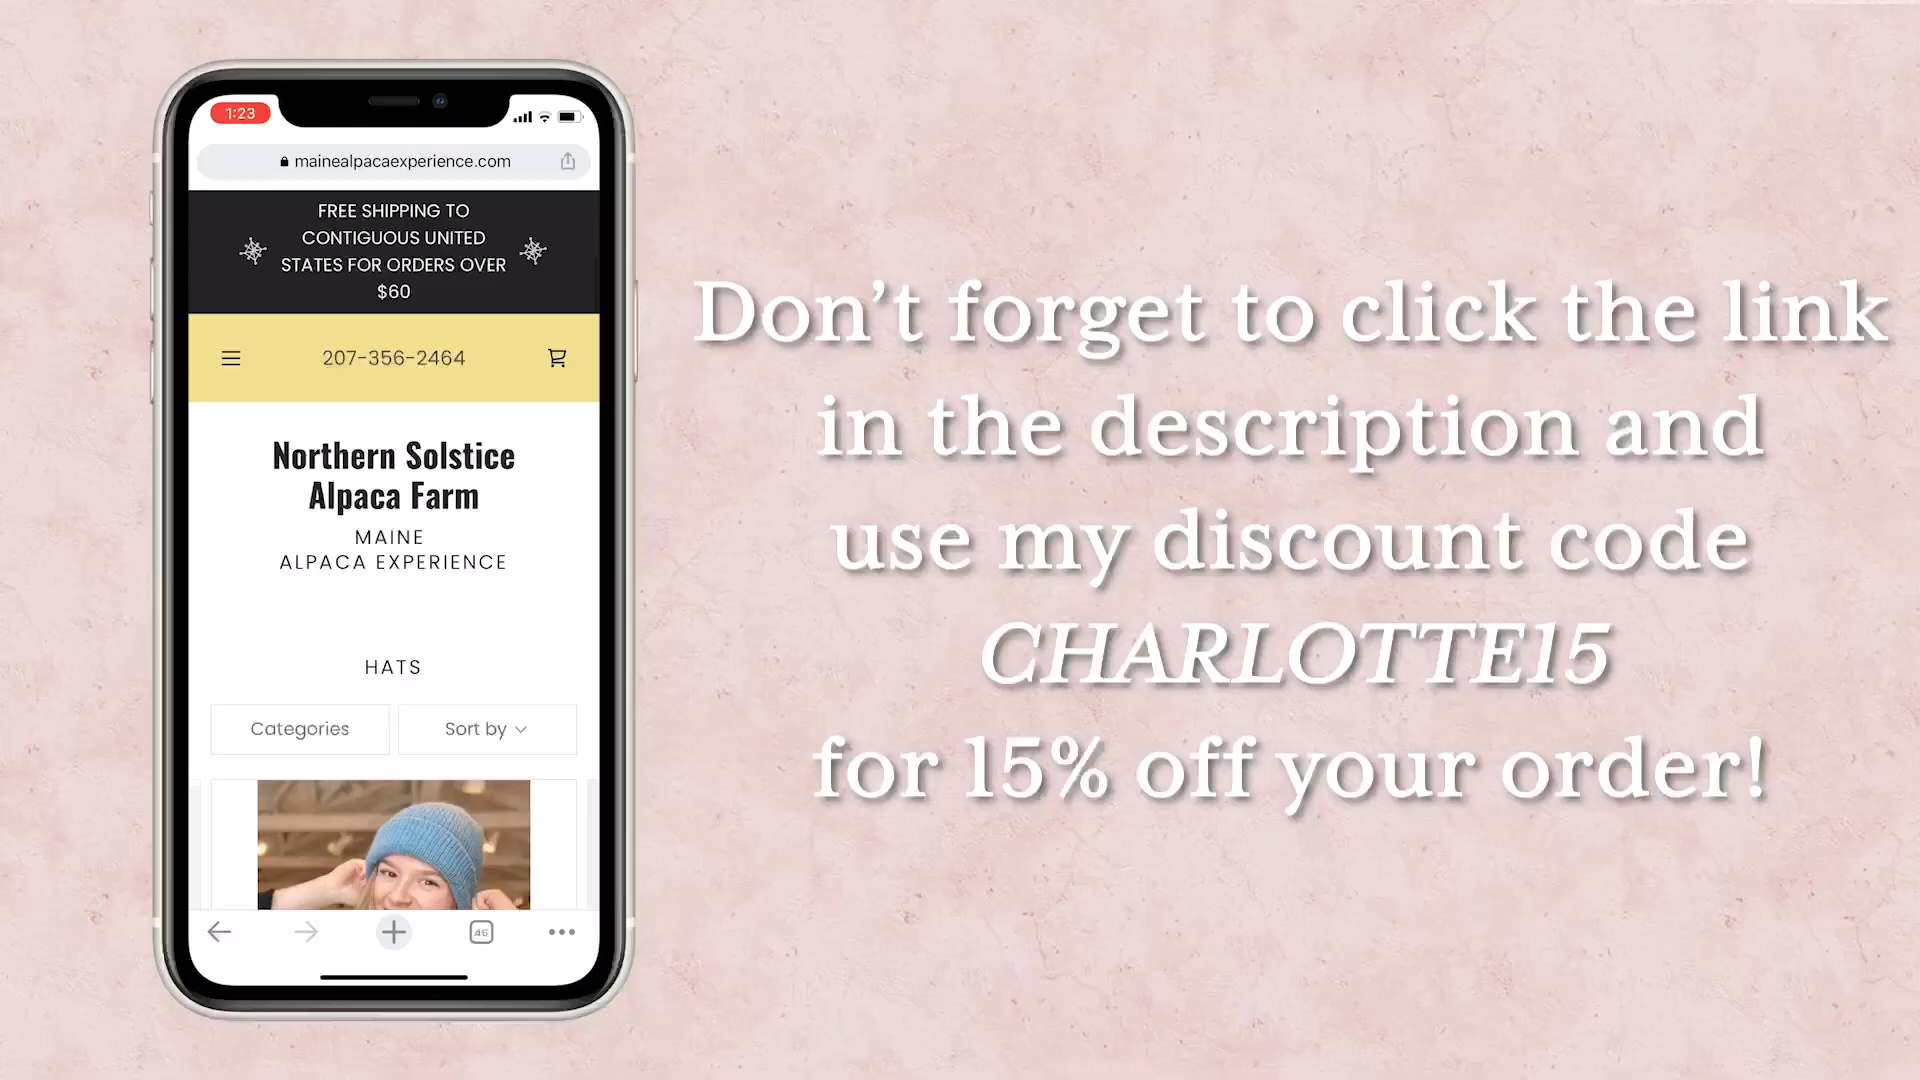 1:23
mainealpacaexperience.com
FREE SHIPPING TO
CONTIGUOUS UNITED
STATES FOR ORDERS OVER
$60
207-356-2464
Northern Solstice
Alpaca Farm
MAINE
ALPACA EXPERIENCE
HATS
Categories
Sort by
45
Don't forget to click the link
in the description and
use my discount code
CHARLOTTE15
for 15% off your order!